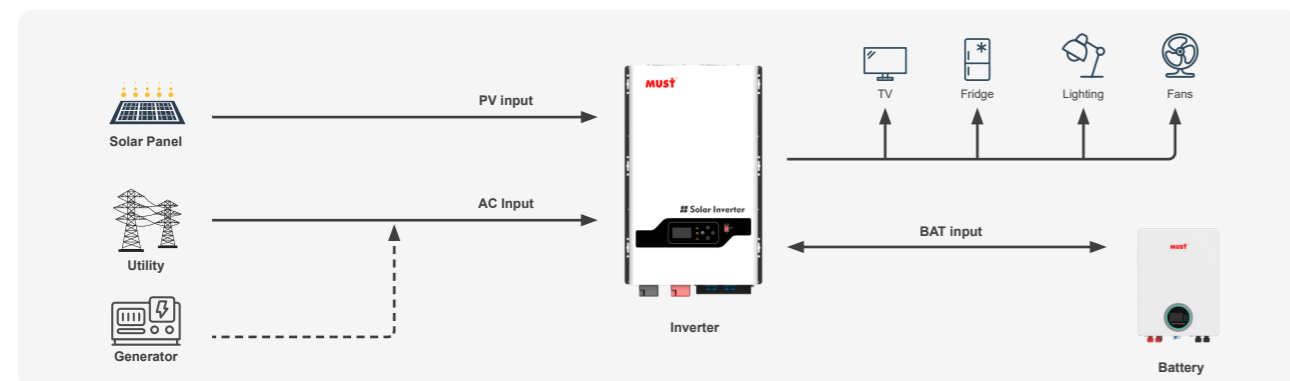 MUST
TV
Fridge
Lighting
Fans
PV input
Solar Panel
AC Input
Solar Inverter
BAT input
MUST
Utility
Inverter
Generator
Battery